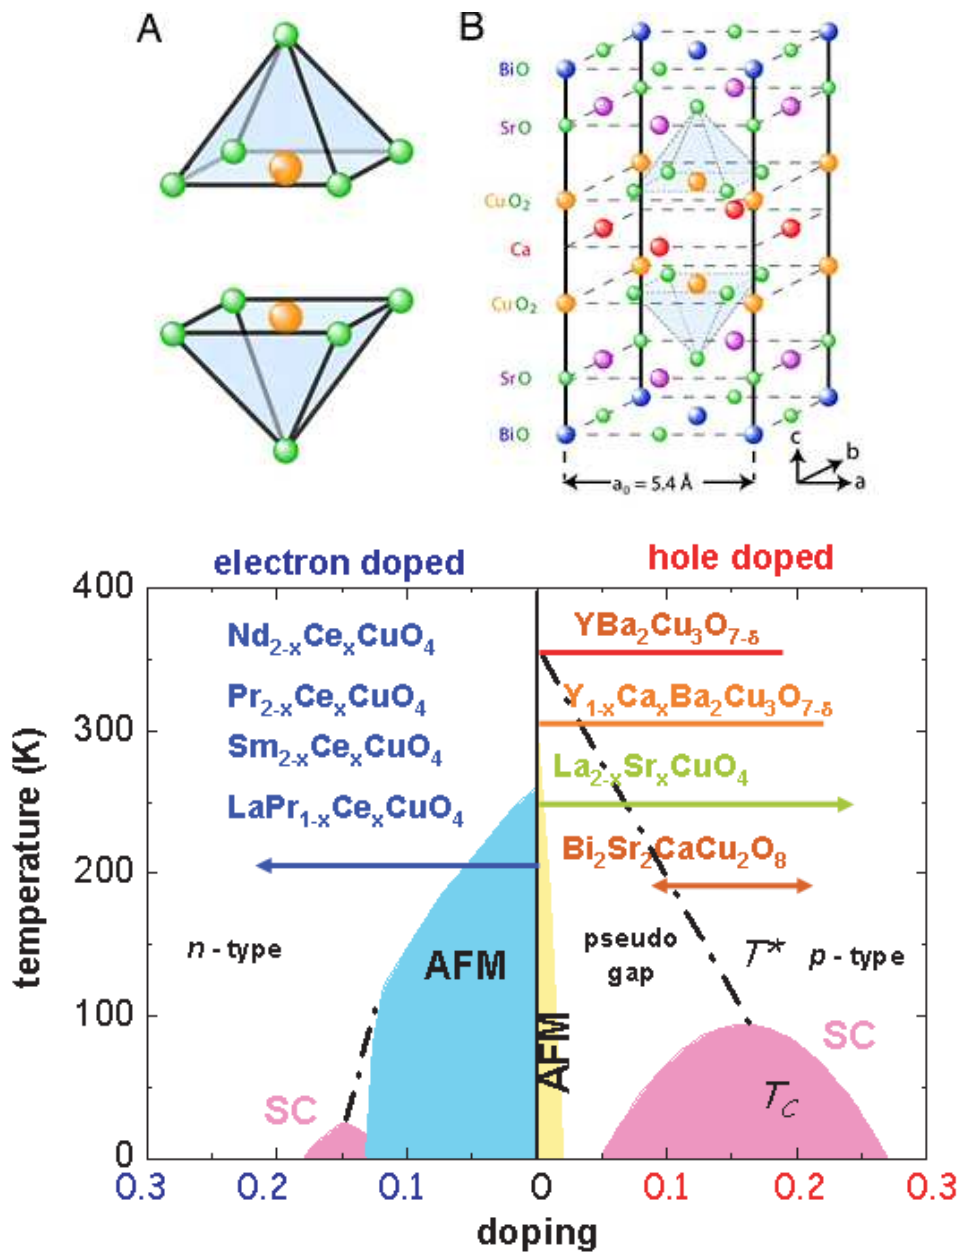 A
B
BiO
SrO
CuO₂
Ca
CuO₂
SrO
BiO
a₀ = 5.4 Å
c
b
a
electron doped
hole doped
400
300
200
100
0
temperature (K)
Nd₂₋ₓCeₓCuO₄
Pr₂₋ₓCeₓCuO₄
Sm₂₋ₓCeₓCuO₄
LaPr₁₋ₓCeₓCuO₄
YBa₂Cu₃O₇₋δ
Y₁₋ₓCaₓBa₂Cu₃O₇₋δ
La₂₋ₓSrₓCuO₄
Bi₂Sr₂CaCu₂O₈
n - type
AFM
AFM
pseudo
gap
T*
p - type
SC
SC
T_C
0.3
0.2
0.1
0
0.1
0.2
0.3
doping